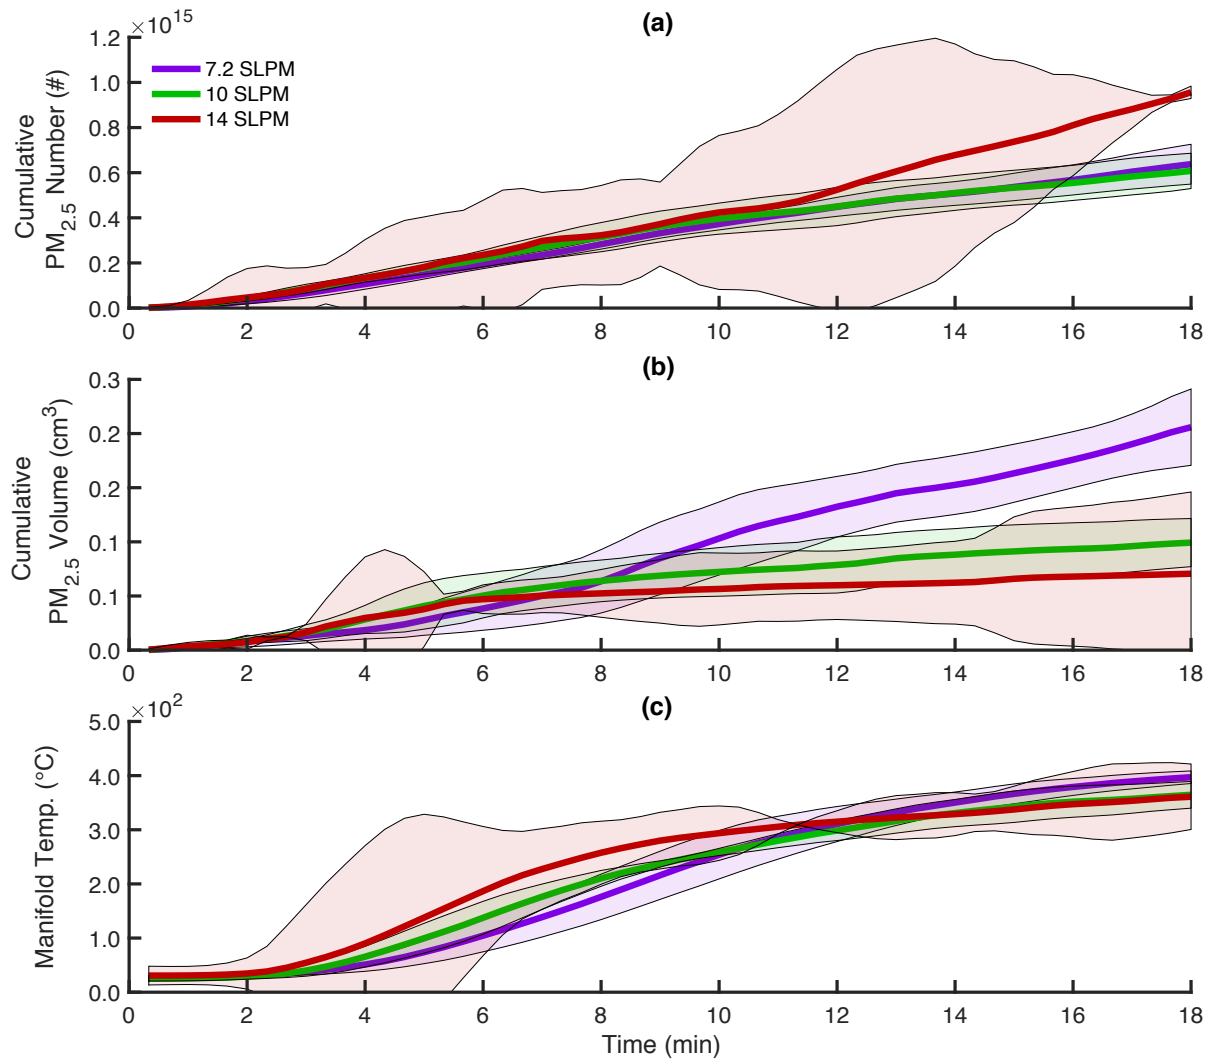 (a)
×10^15
1.2
1.0
0.8
0.6
0.4
0.2
0.0
Cumulative
PM_2.5 Number (#)
7.2 SLPM
10 SLPM
14 SLPM
0 2 4 6 8 10 12 14 16 18
(b)
0.3
0.2
0.2
0.1
0.1
0.0
Cumulative
PM_2.5 Volume (cm^3)
0 2 4 6 8 10 12 14 16 18
(c)
×10^2
5.0
4.0
3.0
2.0
1.0
0.0
Manifold Temp. (°C)
0 2 4 6 8 10 12 14 16 18
Time (min)